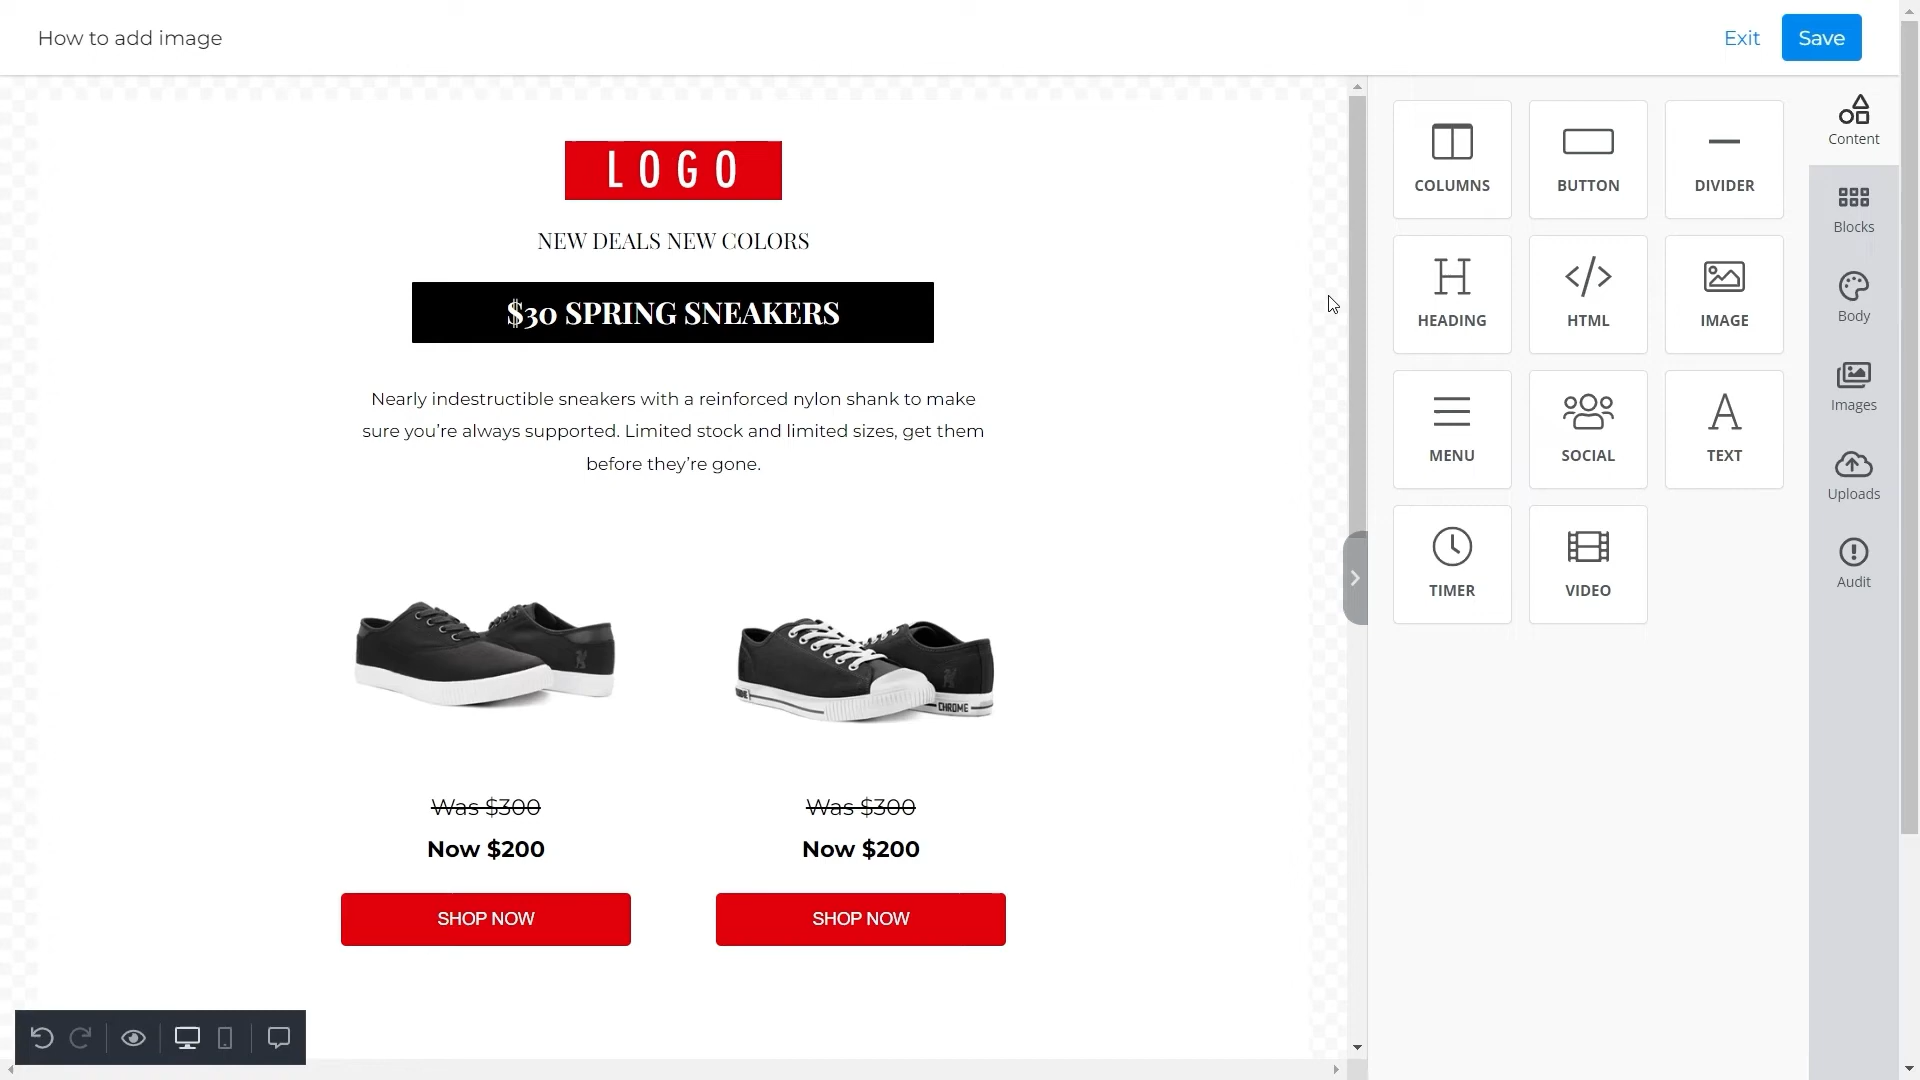 How to add image
Exit
Save
LOGO
NEW DEALS NEW COLORS
$30 SPRING SNEAKERS
Nearly indestructible sneakers with a reinforced nylon shank to make
sure you’re always supported. Limited stock and limited sizes, get them
before they’re gone.
CHROME
Was $300
Now $200
SHOP NOW
Was $300
Now $200
SHOP NOW
COLUMNS
BUTTON
DIVIDER
HEADING
HTML
IMAGE
MENU
SOCIAL
TEXT
TIMER
VIDEO
Content
Blocks
Body
Images
Uploads
Audit